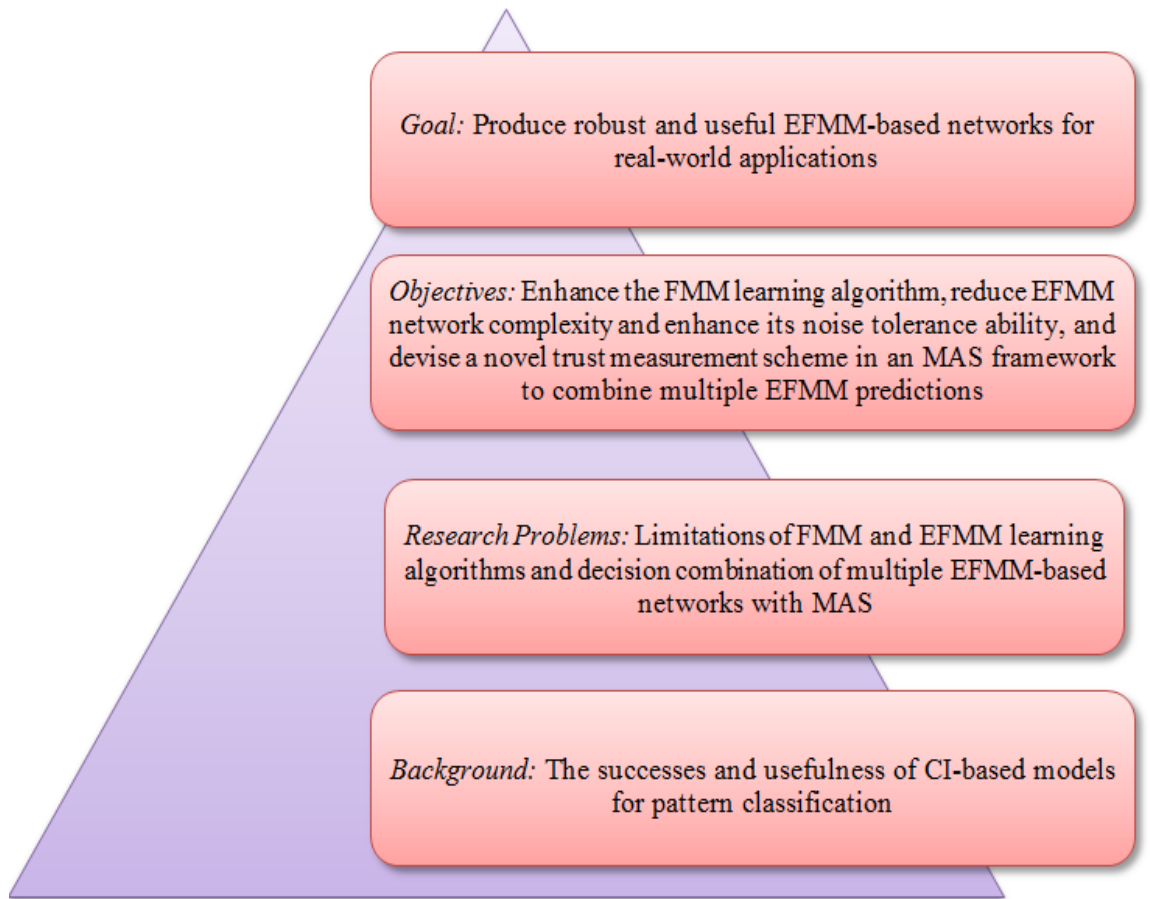 Goal: Produce robust and useful EFMM-based networks for
real-world applications
Objectives: Enhance the FMM learning algorithm, reduce EFMM
network complexity and enhance its noise tolerance ability, and
devise a novel trust measurement scheme in an MAS framework
to combine multiple EFMM predictions
Research Problems: Limitations of FMM and EFMM learning
algorithms and decision combination of multiple EFMM-based
networks with MAS
Background: The successes and usefulness of CI-based models
for pattern classification